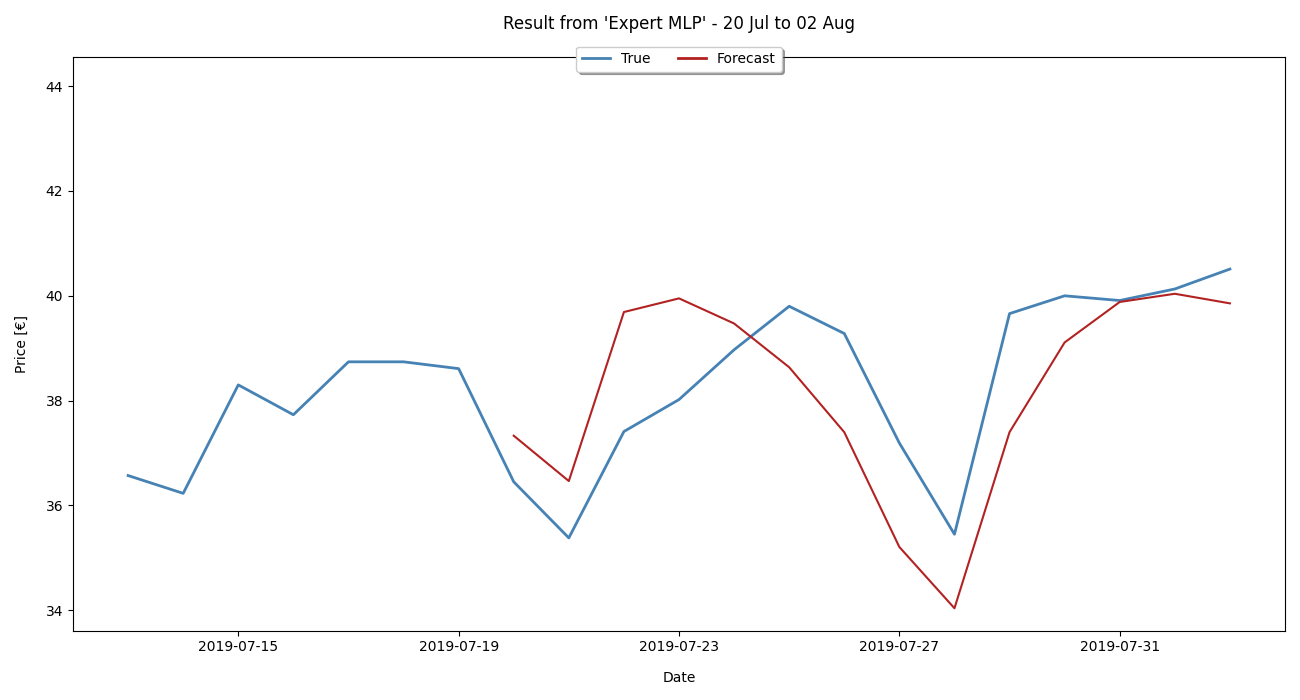 Result from 'Expert MLP' - 20 Jul to 02 Aug
True Forecast
44
42
40
38
36
34
Price [€]
2019-07-15 2019-07-19 2019-07-23 2019-07-27 2019-07-31
Date